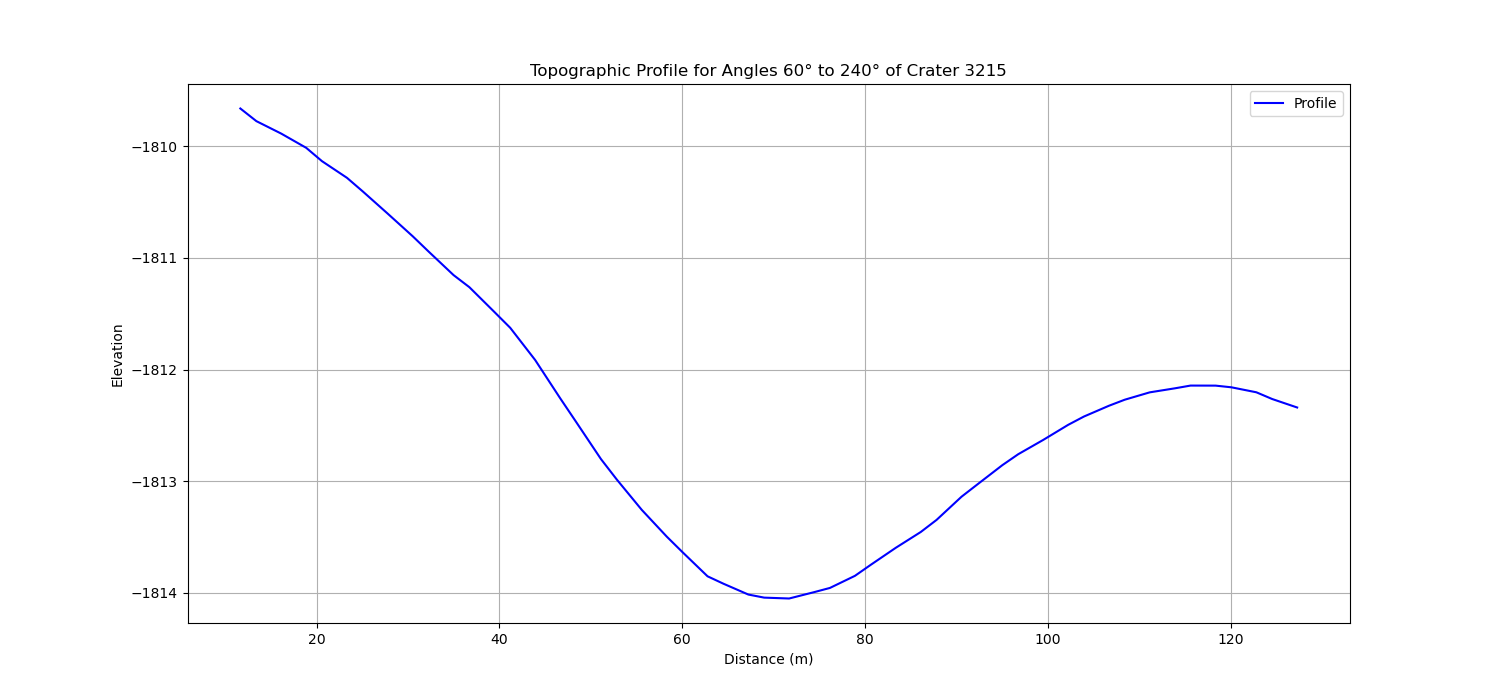 Topographic Profile for Angles 60° to 240° of Crater 3215
Profile
−1810
−1811
−1812
−1813
−1814
Elevation
20
40
60
80
100
120
Distance (m)